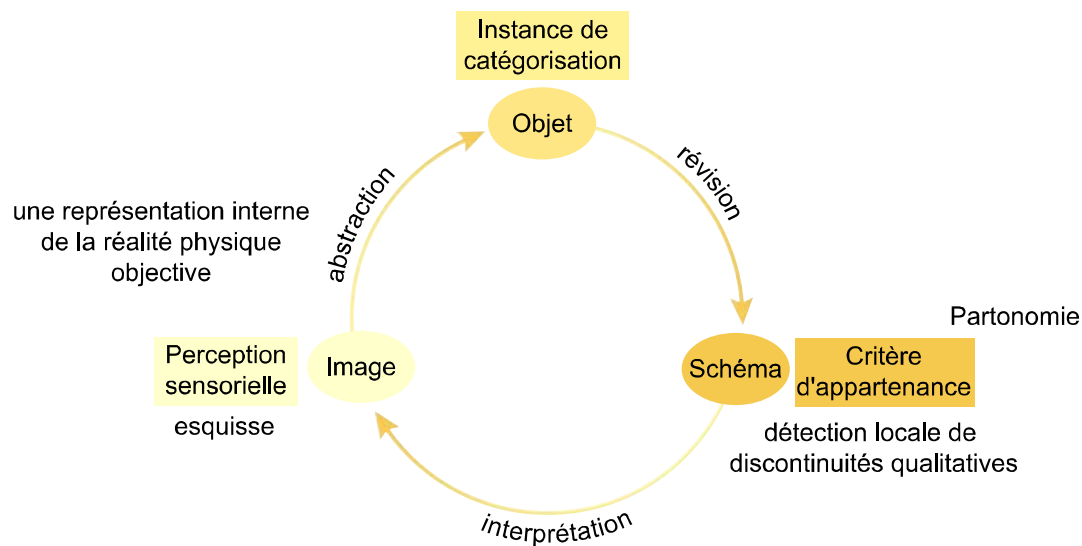 Instance de
catégorisation
Objet
révision
abstraction
une représentation interne
de la réalité physique
objective
Partonomie
Perception
sensorielle
Image
Schéma
Critère
d'appartenance
esquisse
détection locale de
discontinuités qualitatives
interprétation